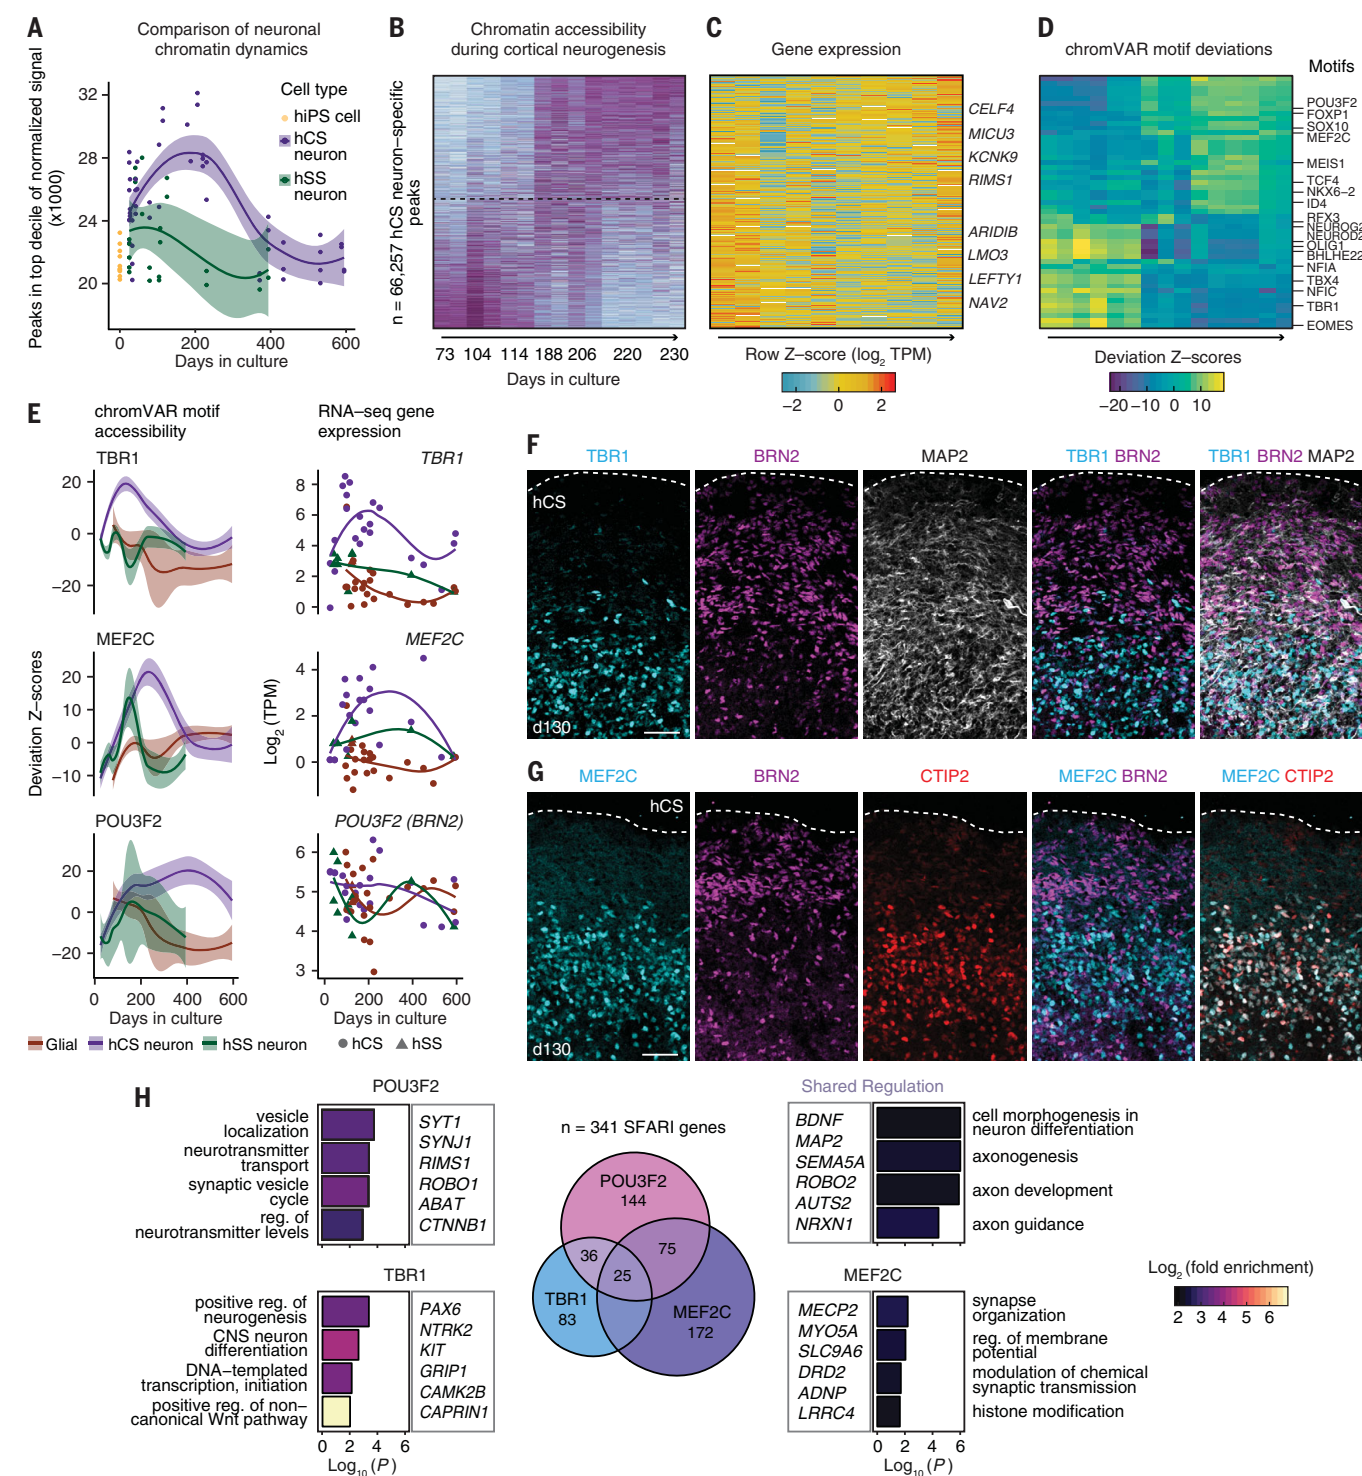 A
Comparison of neuronal
chromatin dynamics
Peaks in top decile of normalized signal
(x1000)
32
28
24
20
0
200
400
600
Days in culture
Cell type
hiPS cell
hCS
neuron
hSS
neuron
B
Chromatin accessibility
during cortical neurogenesis
n = 66,257 hCS neuron–specific
peaks
73 104 114 188 206 220 230
Days in culture
C
Gene expression
CELF4
MICU3
KCNK9
RIMS1
ARIDIB
LMO3
LEFTY1
NAV2
Row Z–score (log2 TPM)
−2 0 2
D
chromVAR motif deviations
Motifs
POU3F2
FOXP1
SOX10
MEF2C
MEIS1
TCF4
NKX6−2
ID4
RFX3
NEUROG2
NEUROD2
OLIG1
BHLHE22
NFIA
TBX4
NFIC
TBR1
EOMES
Deviation Z−scores
−20 −10 0 10
E
chromVAR motif
accessibility
RNA−seq gene
expression
TBR1
20
0
−20
TBR1
8
6
4
2
0
Deviation Z−scores
MEF2C
20
10
0
−10
Log2 (TPM)
MEF2C
4
2
0
POU3F2
20
0
−20
0 200 400 600
Days in culture
POU3F2 (BRN2)
6
5
4
3
0 200 400 600
Days in culture
Glial
hCS neuron
hSS neuron
hCS
hSS
F
TBR1
BRN2
MAP2
TBR1 BRN2
TBR1 BRN2 MAP2
hCS
d130
G
MEF2C
BRN2
CTIP2
MEF2C BRN2
MEF2C CTIP2
hCS
d130
H
POU3F2
vesicle
localization
neurotransmitter
transport
synaptic vesicle
cycle
reg. of
neurotransmitter levels
SYT1
SYNJ1
RIMS1
ROBO1
ABAT
CTNNB1
TBR1
positive reg. of
neurogenesis
CNS neuron
differentiation
DNA−templated
transcription, initiation
positive reg. of non−
canonical Wnt pathway
PAX6
NTRK2
KIT
GRIP1
CAMK2B
CAPRIN1
0 2 4 6
Log10 (P)
n = 341 SFARI genes
POU3F2
144
36
75
25
TBR1
83
MEF2C
172
Shared Regulation
BDNF
MAP2
SEMA5A
ROBO2
AUTS2
NRXN1
cell morphogenesis in
neuron differentiation
axonogenesis
axon development
axon guidance
MEF2C
MECP2
MYO5A
SLC9A6
DRD2
ADNP
LRRC4
synapse
organization
reg. of membrane
potential
modulation of chemical
synaptic transmission
histone modification
0 2 4 6
Log10 (P)
Log2 (fold enrichment)
2 3 4 5 6